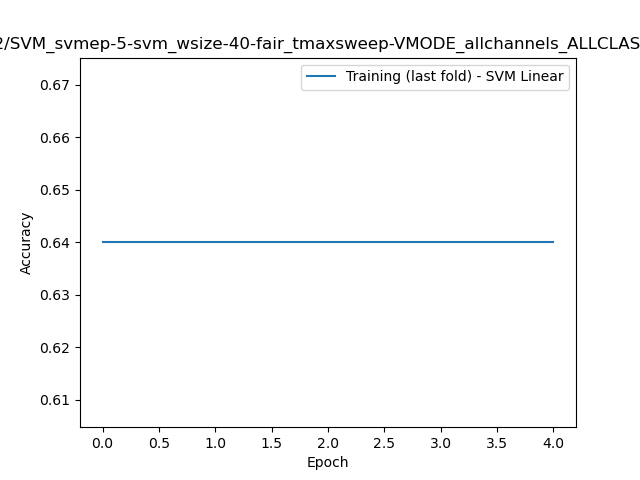 2/SVM_svmep-5-svm_wsize-40-fair_tmaxsweep-VMODE_allchannels_ALLCLAS
Training (last fold) - SVM Linear
0.67
0.66
0.65
0.64
0.63
0.62
0.61
Accuracy
0.0 0.5 1.0 1.5 2.0 2.5 3.0 3.5 4.0
Epoch